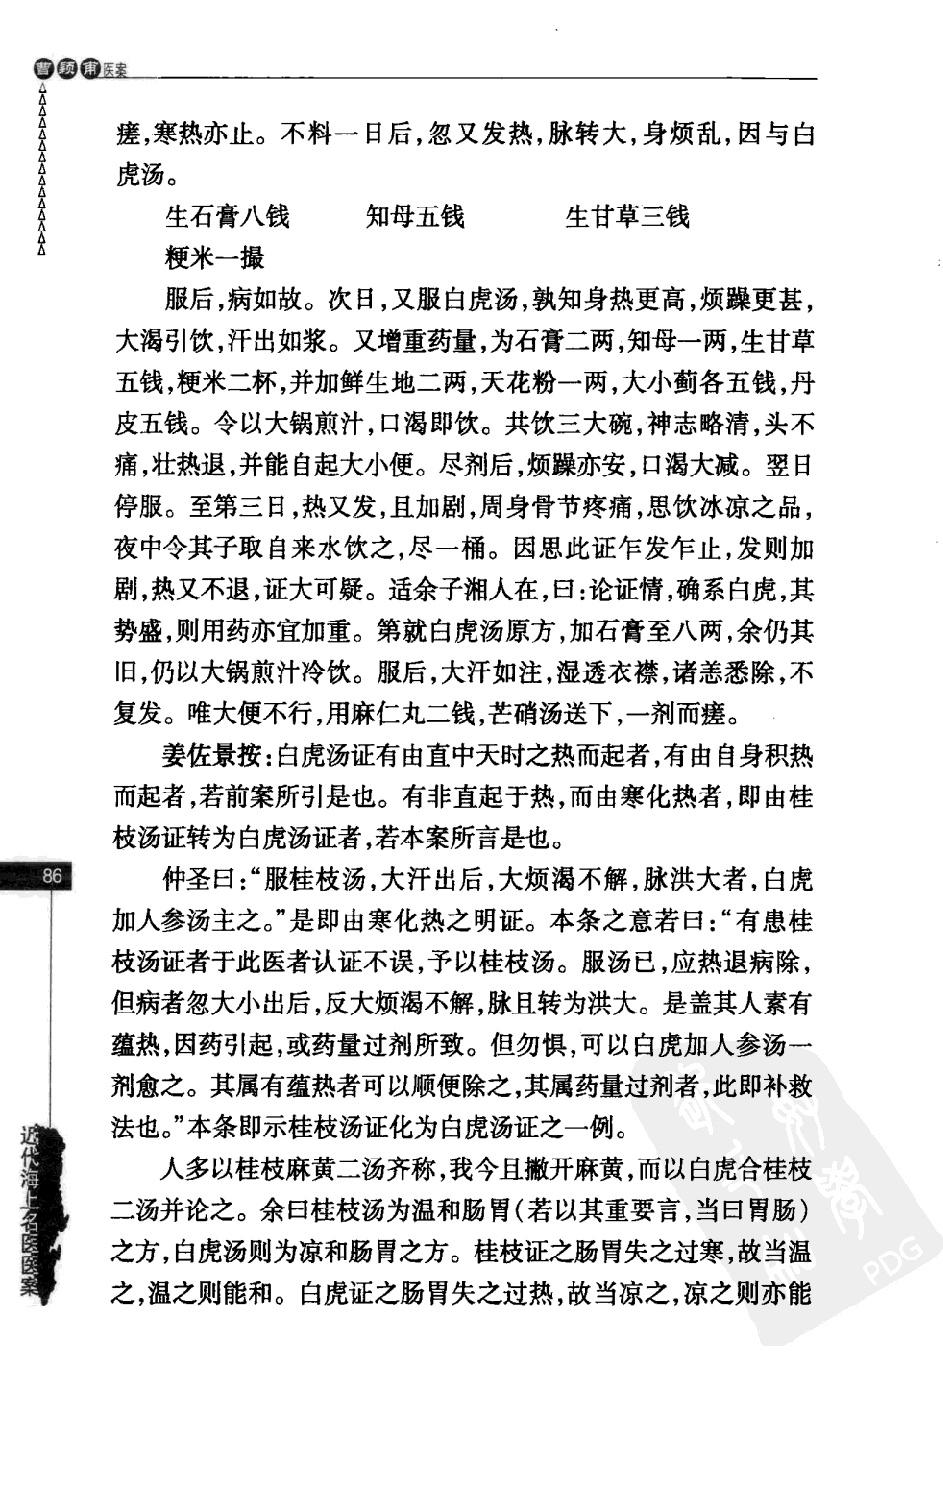 曹颖甫医案
瘥,寒热亦止。不料一日后,忽又发热,脉转大,身烦乱,因与白
虎汤。
生石膏八钱 知母五钱 生甘草三钱
粳米一撮
服后,病如故。次日,又服白虎汤,孰知身热更高,烦躁更甚,
大渴引饮,汗出如浆。又增重药量,为石膏二两,知母一两,生甘草
五钱,粳米二杯,并加鲜生地二两,天花粉一两,大小蓟各五钱,丹
皮五钱。令以大锅煎汁,口渴即饮。共饮三大碗,神志略清,头不
痛,壮热退,并能自起大小便。尽剂后,烦躁亦安,口渴大减。翌日
停服。至第三日,热又发,且加剧,周身骨节疼痛,思饮冰凉之品,
夜中令其子取自来水饮之,尽一桶。因思此证乍发乍止,发则加
剧,热又不退,证大可疑。适余子湘人在,曰:论证情,确系白虎,其
势盛,则用药亦宜加重。第就白虎汤原方,加石膏至八两,余仍其
旧,仍以大锅煎汁冷饮。服后,大汗如注,湿透衣襟,诸恙悉除,不
复发。唯大便不行,用麻仁丸二钱,芒硝汤送下,一剂而瘥。
姜佐景按:白虎汤证有由直中天时之热而起者,有由自身积热
而起者,若前案所引是也。有非直起于热,而由寒化热者,即由桂
枝汤证转为白虎汤证者,若本案所言是也。
仲圣曰:“服桂枝汤,大汗出后,大烦渴不解,脉洪大者,白虎
加人参汤主之。”是即由寒化热之明证。本条之意若曰:“有患桂
枝汤证者于此医者认证不误,予以桂枝汤。服汤已,应热退病除,
但病者忽大小出后,反大烦渴不解,脉且转为洪大。是盖其人素有
蕴热,因药引起,或药量过剂所致。但勿惧,可以白虎加人参汤一
剂愈之。其属有蕴热者可以顺便除之,其属药量过剂者,此即补救
法也。”本条即示桂枝汤证化为白虎汤证之一例。
人多以桂枝麻黄二汤齐称,我今且撇开麻黄,而以白虎合桂枝
二汤并论之。余曰桂枝汤为温和肠胃(若以其重要言,当曰胃肠)
之方,白虎汤则为凉和肠胃之方。桂枝证之肠胃失之过寒,故当温
之,温之则能和。白虎证之肠胃失之过热,故当凉之,凉之则亦能
86
近代海上名医医案
PDG